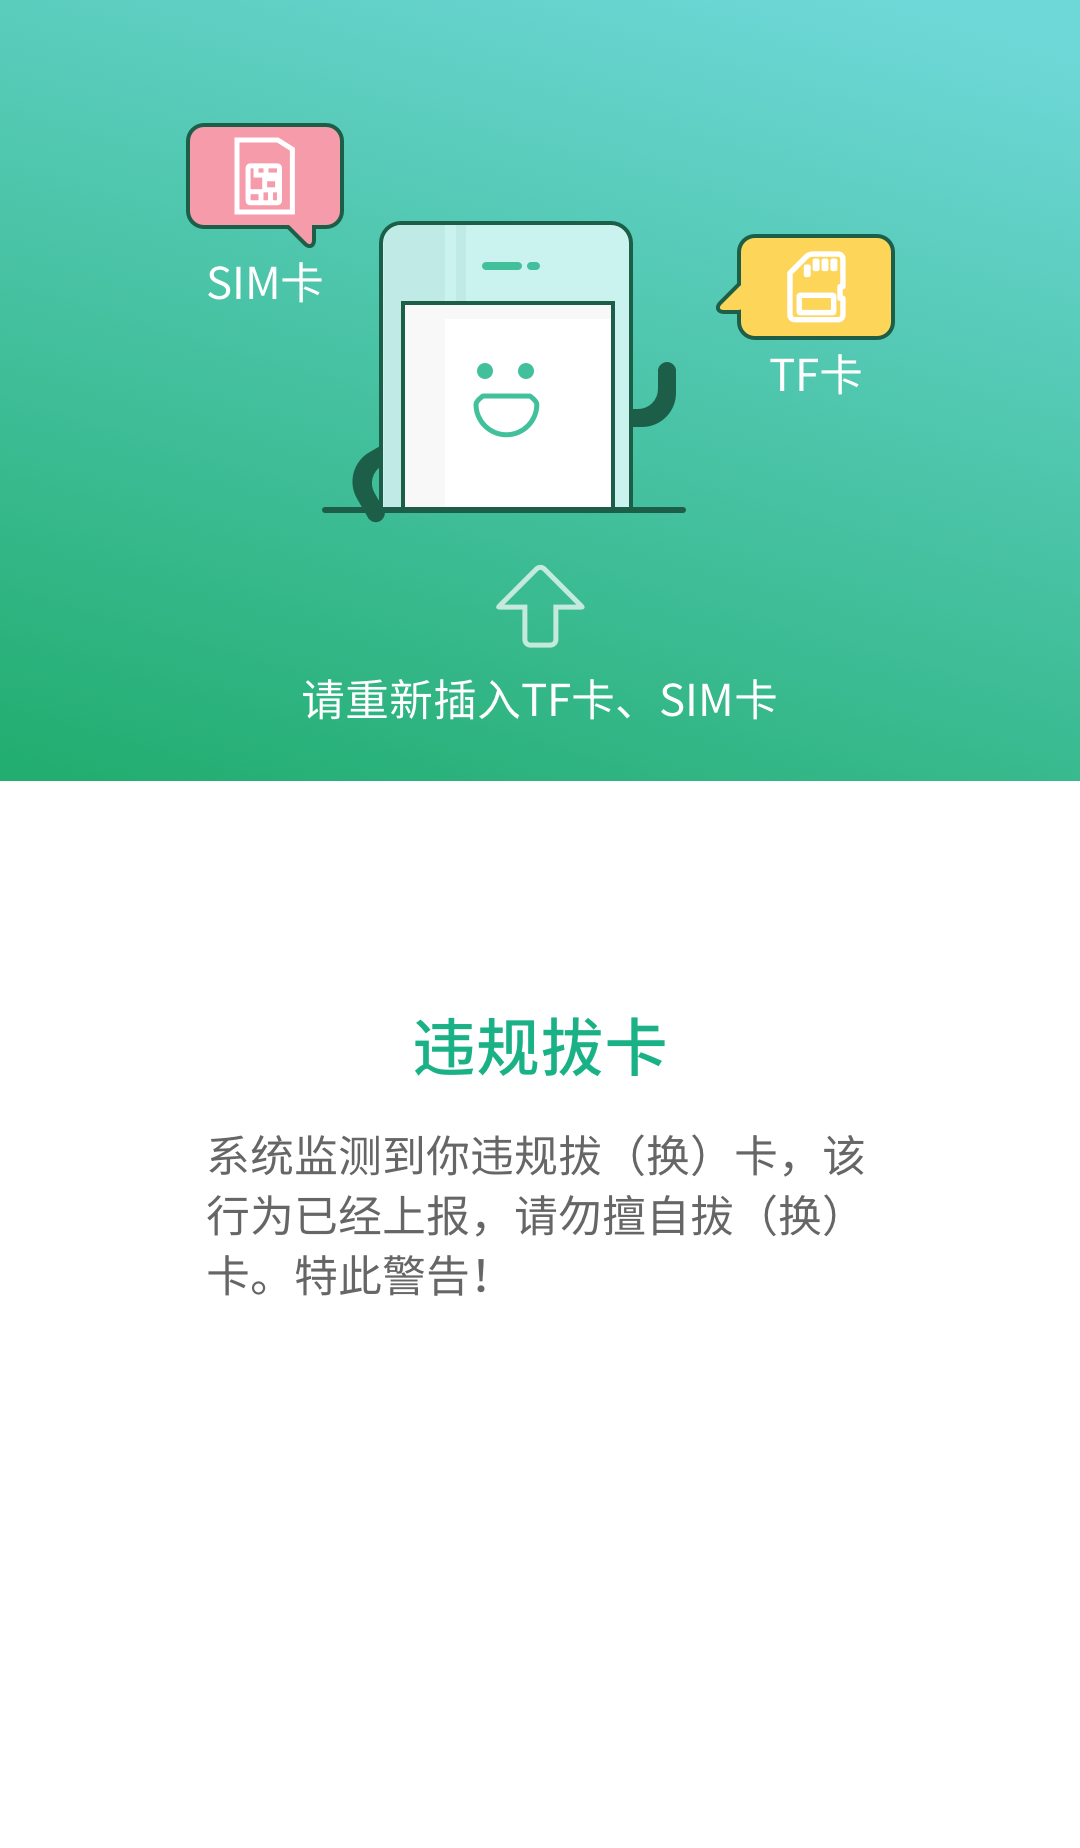 SIM卡
TF卡
请重新插入TF卡、SIM卡
违规拔卡
系统监测到你违规拔（换）卡，该
行为已经上报，请勿擅自拔（换）
卡。特此警告！